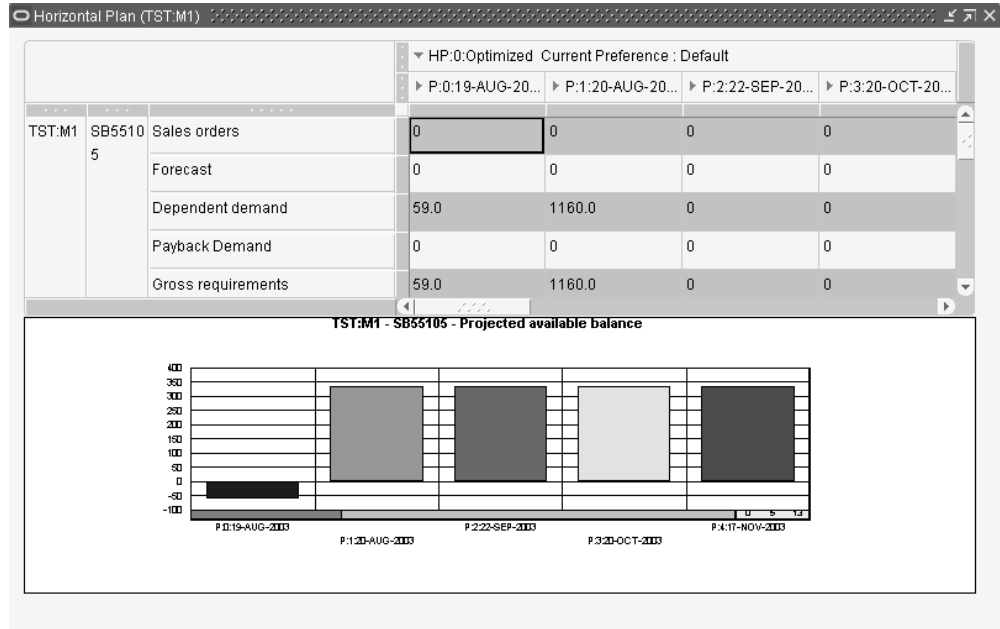 Horizontal Plan (TST:M1)
HP:0:Optimized Current Preference : Default
P:0:19-AUG-20... P:1:20-AUG-20... P:2:22-SEP-20... P:3:20-OCT-20...
TST:M1 SB5510 Sales orders 0 0 0 0
5
Forecast 0 0 0 0
Dependent demand 59.0 1160.0 0 0
Payback Demand 0 0 0 0
Gross requirements 59.0 1160.0 0 0
TST:M1 - SB55105 - Projected available balance
400
350
300
250
200
150
100
50
0
-50
-100
0 5 13
P:0:19-AUG-2003 P:2:22-SEP-2003 P:4:17-NOV-2003
P:1:20-AUG-2003 P:3:20-OCT-2003